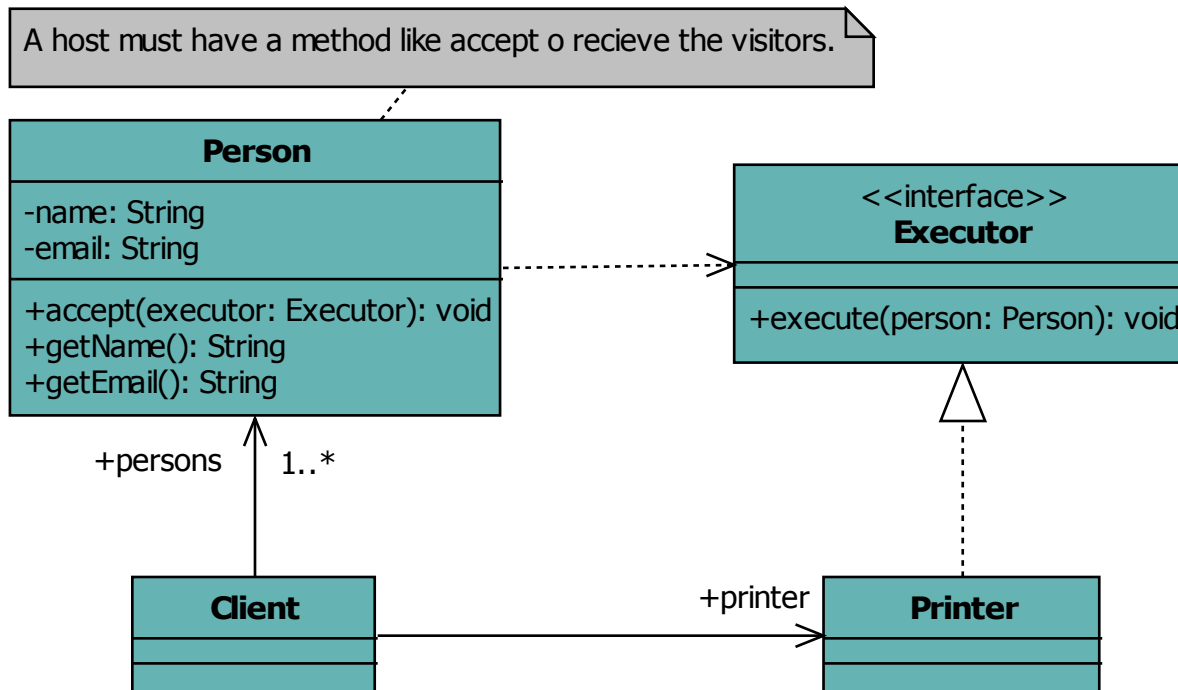 A host must have a method like accept o recieve the visitors.
Person
-name: String
-email: String
+accept(executor: Executor): void
+getName(): String
+getEmail(): String
<<interface>>
Executor
+execute(person: Person): void
+persons
1..*
Client
+printer
Printer